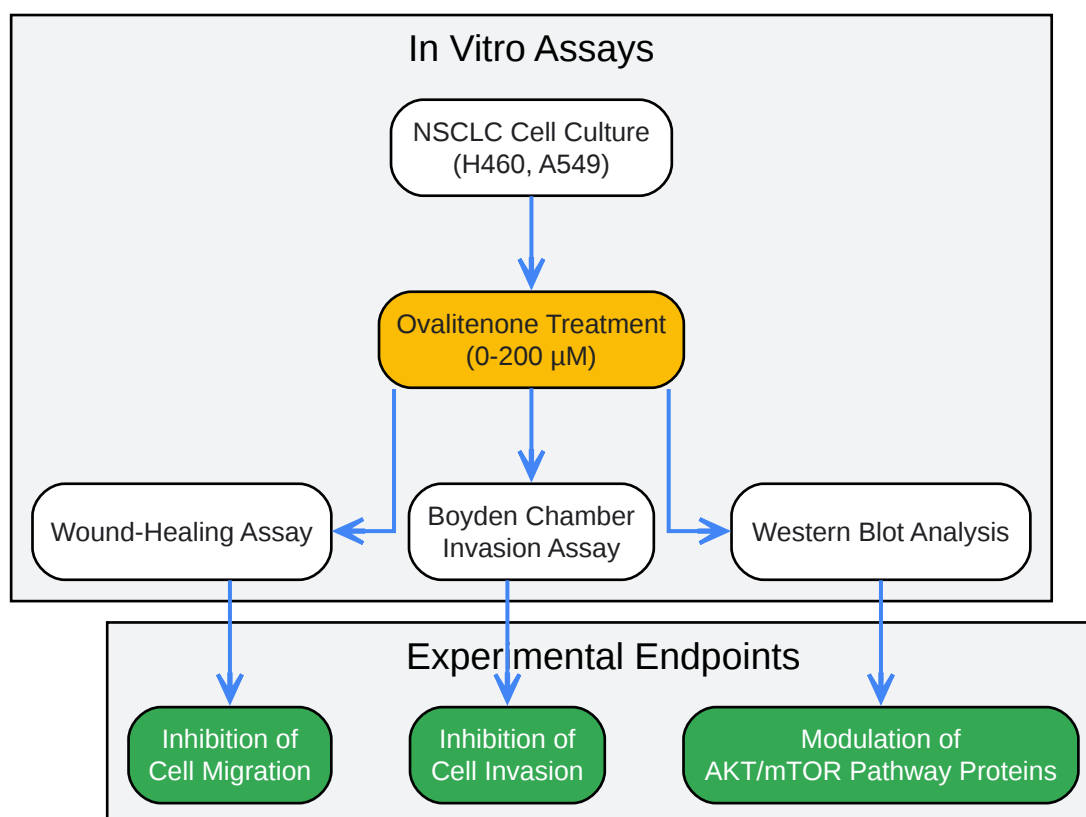 In Vitro Assays
NSCLC Cell Culture
(H460, A549)
Ovalitenone Treatment
(0-200 µM)
Wound-Healing Assay
Boyden Chamber
Invasion Assay
Western Blot Analysis
Experimental Endpoints
Inhibition of
Cell Migration
Inhibition of
Cell Invasion
Modulation of
AKT/mTOR Pathway Proteins